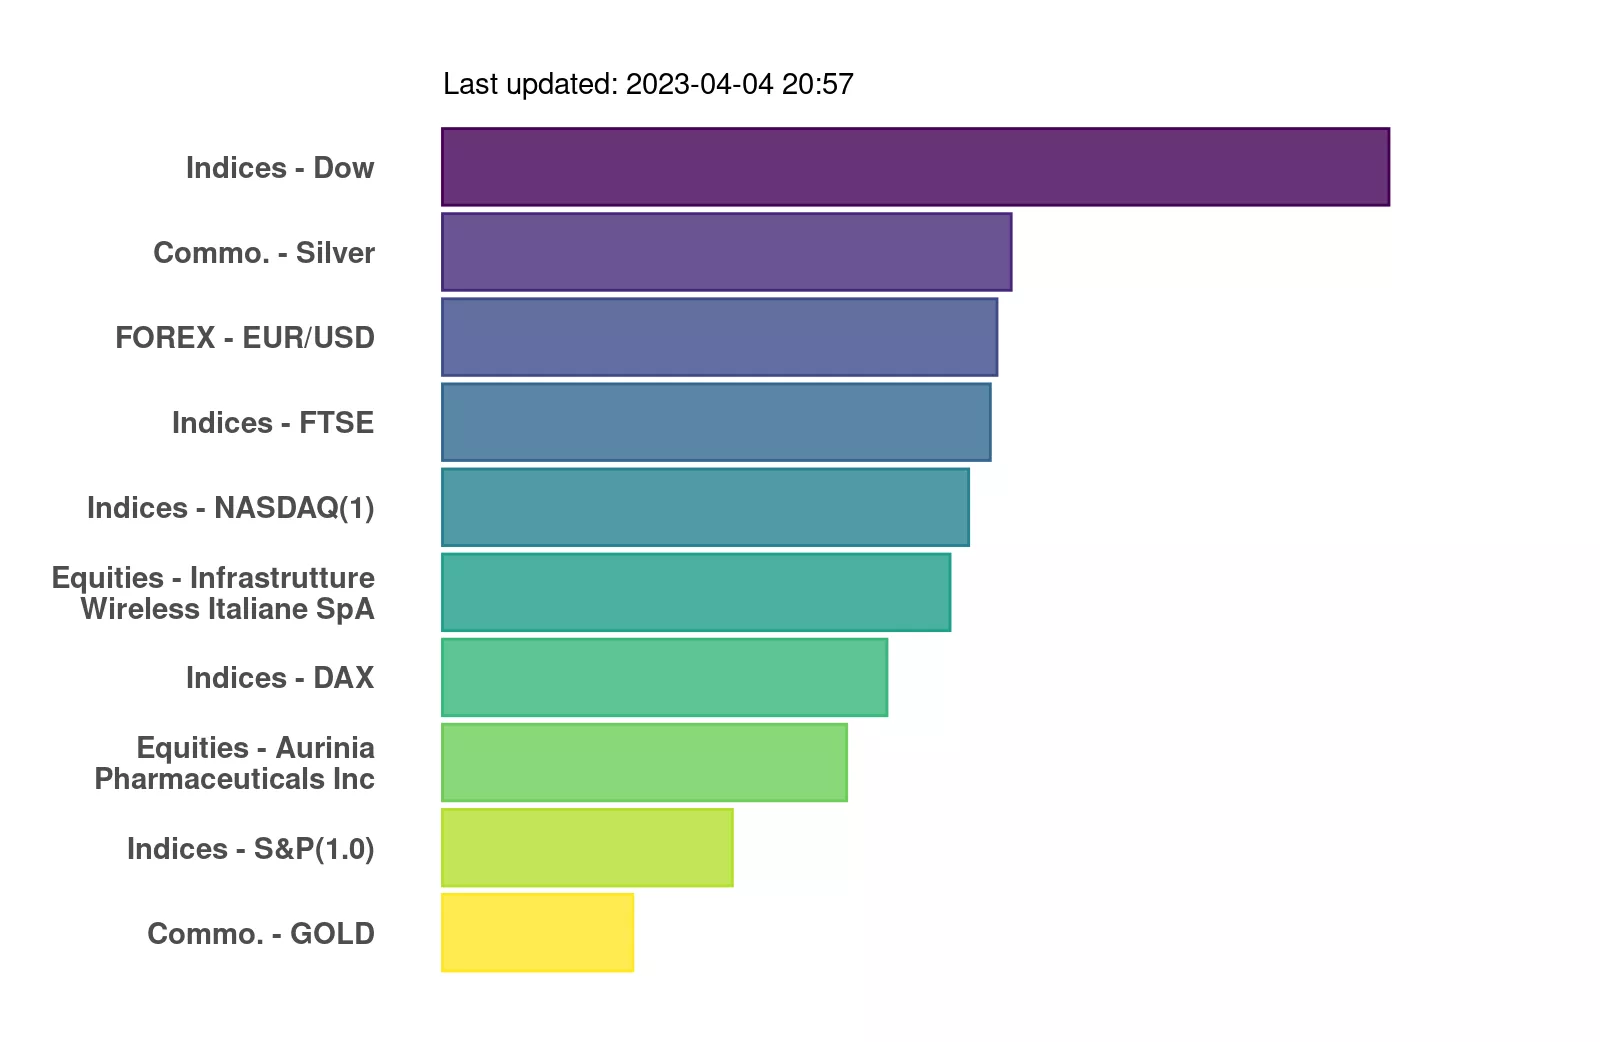 Last updated: 2023-04-04 20:57
Indices - Dow
Commo. - Silver
FOREX - EUR/USD
Indices - FTSE
Indices - NASDAQ(1)
Equities - Infrastrutture
Wireless Italiane SpA
Indices - DAX
Equities - Aurinia
Pharmaceuticals Inc
Indices - S&P(1.0)
Commo. - GOLD